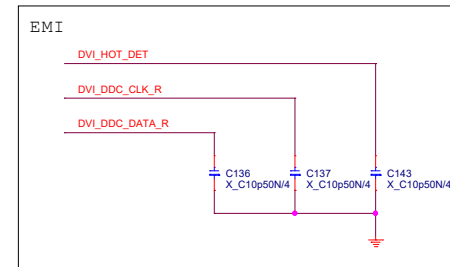 EMI
DVI_HOT_DET
DVI_DDC_CLK_R
DVI_DDC_DATA_R
C136
X_C10p50N/4
C137
X_C10p50N/4
C143
X_C10p50N/4